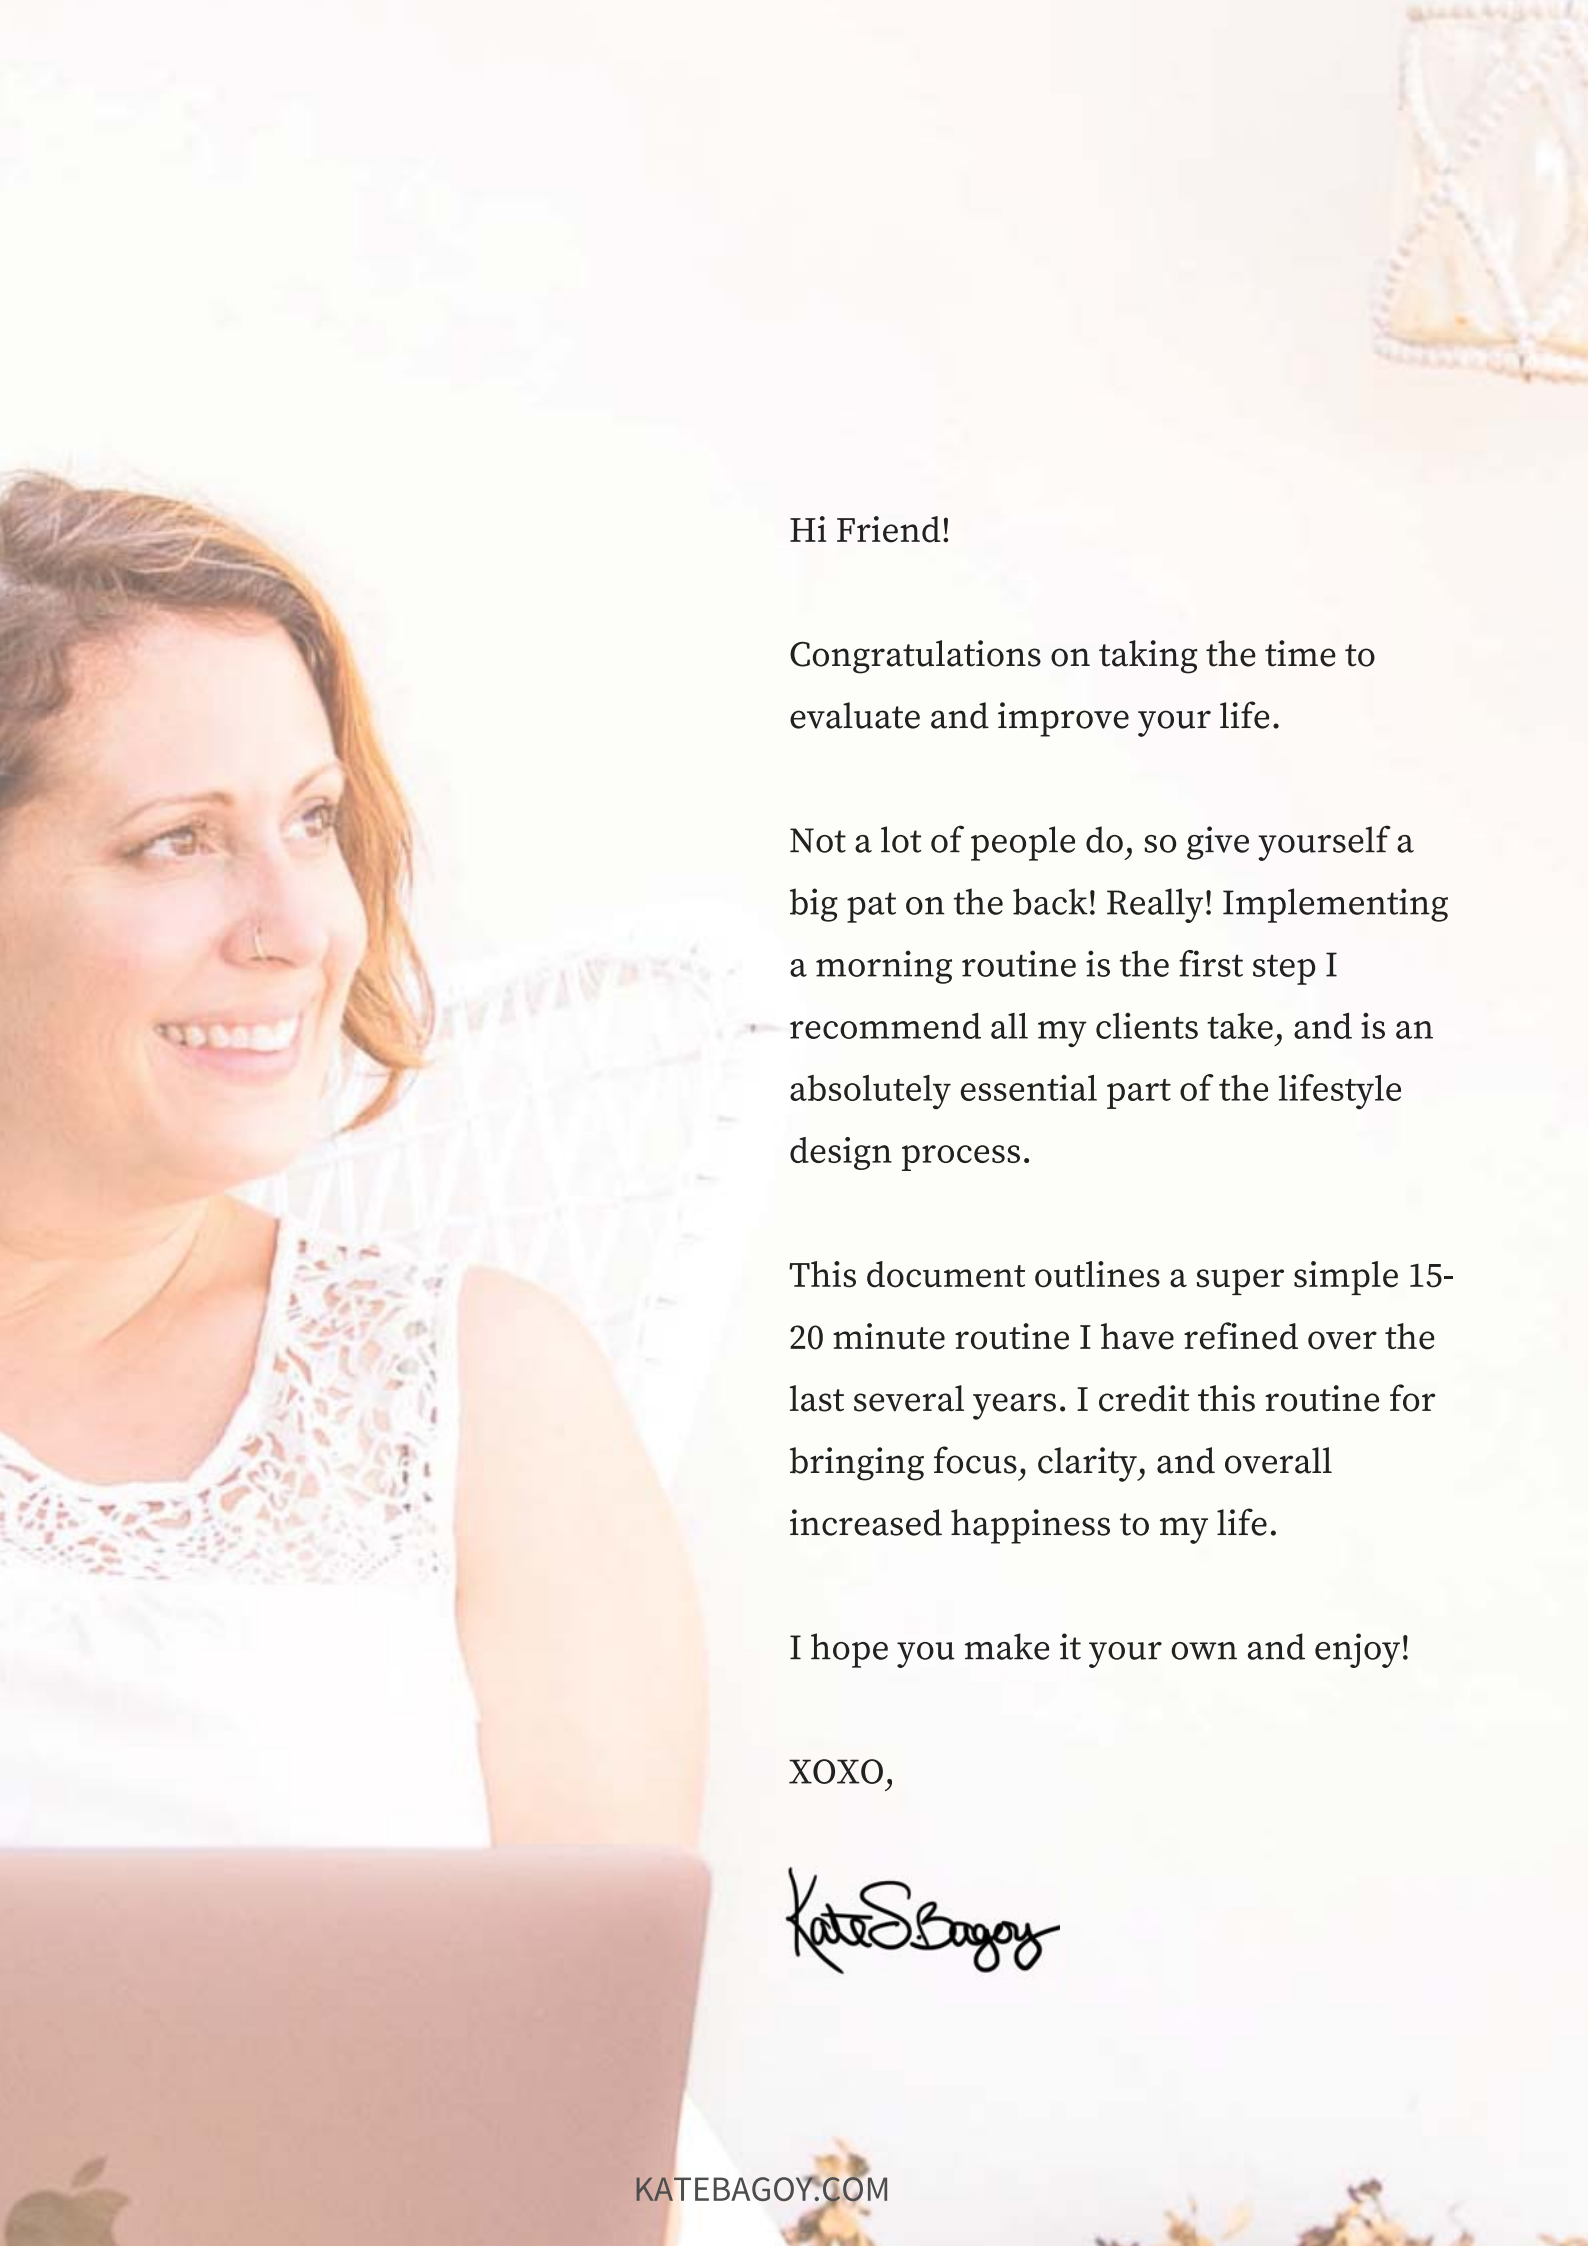 Hi Friend!
Congratulations on taking the time to
evaluate and improve your life.
Not a lot of people do, so give yourself a
big pat on the back! Really! Implementing
a morning routine is the first step I
recommend all my clients take, and is an
absolutely essential part of the lifestyle
design process.
This document outlines a super simple 15-
20 minute routine I have refined over the
last several years. I credit this routine for
bringing focus, clarity, and overall
increased happiness to my life.
I hope you make it your own and enjoy!
XOXO,
Kate S. Bagoy
KATEBAGOY.COM